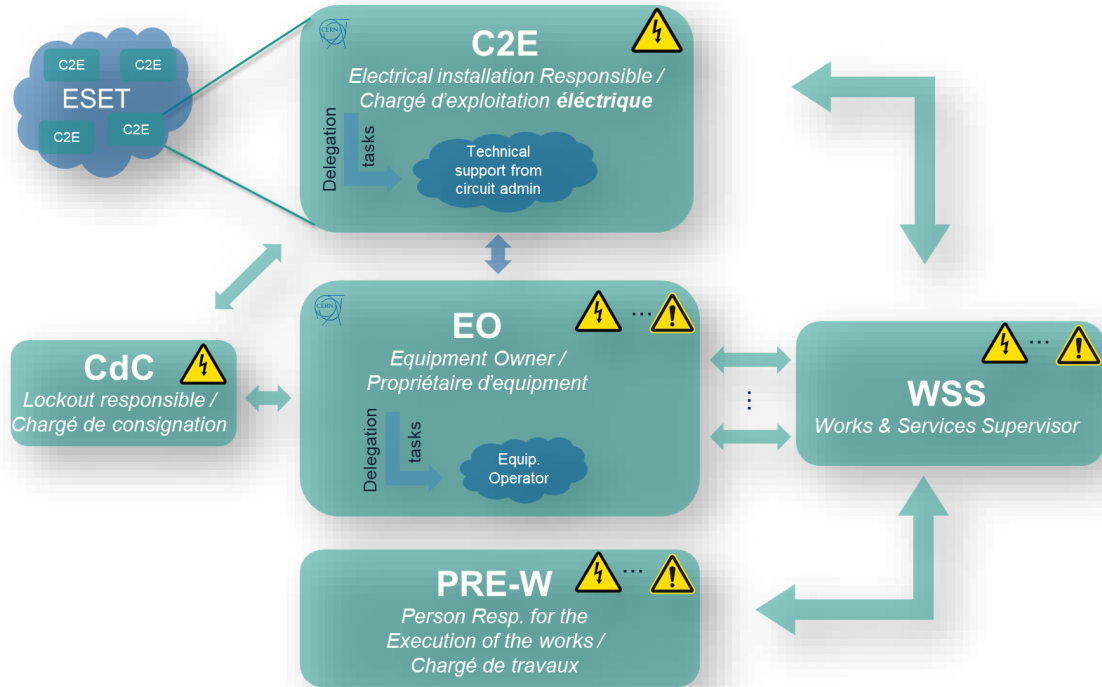 C2E
C2E
ESET
C2E
C2E
CERN
C2E
Electrical installation Responsible /
Chargé d'exploitation éléctrique
Delegation
tasks
Technical
support from
circuit admin
CERN
EO
Equipment Owner /
Propriétaire d'equipment
Delegation
tasks
Equip.
Operator
...
CdC
Lockout responsible /
Chargé de consignation
...
WSS
Works & Services Supervisor
...
PRE-W
Person Resp. for the
Execution of the works /
Chargé de travaux
...